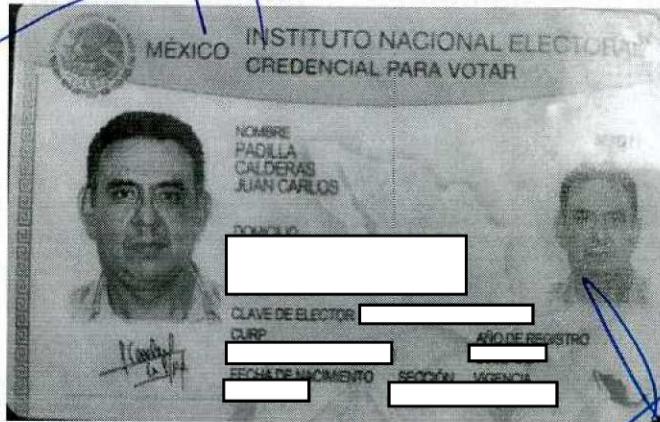 MÉXICO INSTITUTO NACIONAL ELECTORAL
CREDENCIAL PARA VOTAR
NOMBRE
PADILLA
CALDERAS
JUAN CARLOS
DOMICILIO
CLAVE DE ELECTOR
CURP AÑO DE REGISTRO
FECHA DE NACIMIENTO SECCIÓN VIGENCIA